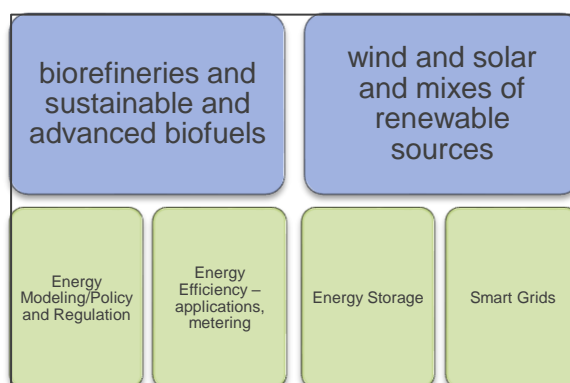 biorefineries and
sustainable and
advanced biofuels
wind and solar
and mixes of
renewable
sources
Energy
Modeling/Policy
and Regulation
Energy
Efficiency –
applications,
metering
Energy Storage
Smart Grids